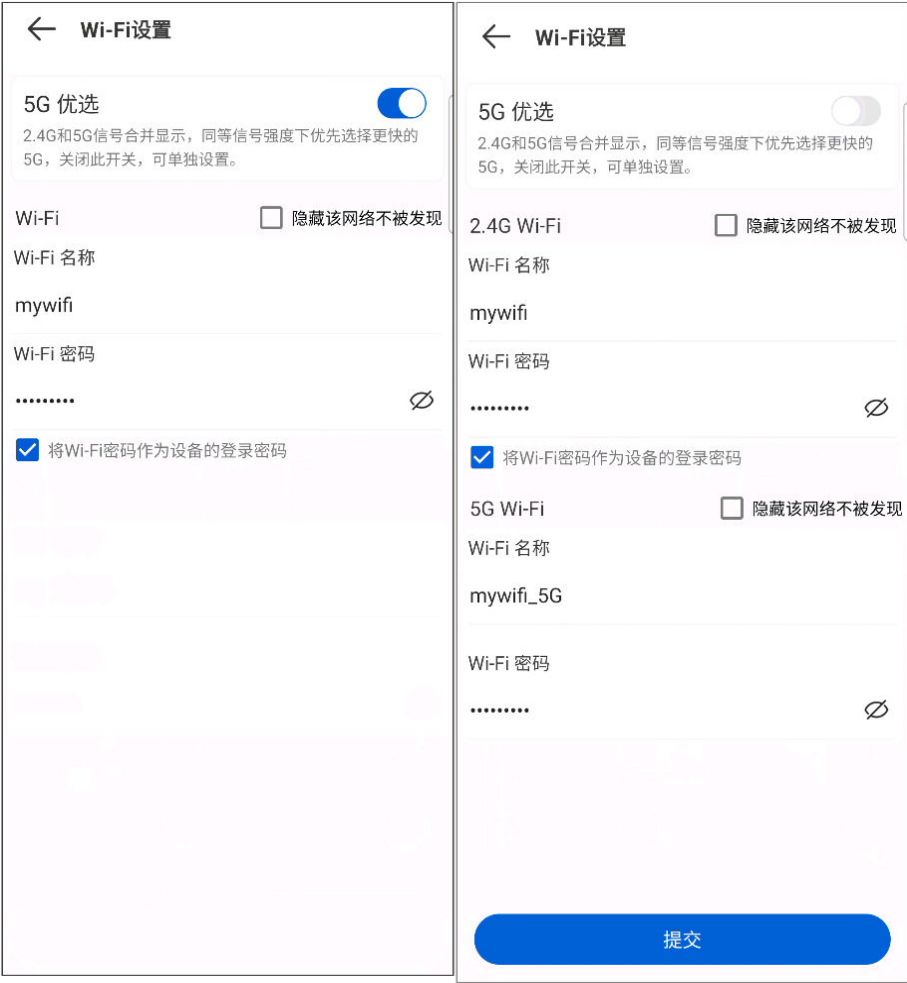 Wi-Fi设置
5G 优选
2.4G和5G信号合并显示，同等信号强度下优先选择更快的
5G，关闭此开关，可单独设置。
Wi-Fi
隐藏该网络不被发现
Wi-Fi 名称
mywifi
Wi-Fi 密码
•••••••••
将Wi-Fi密码作为设备的登录密码
Wi-Fi设置
5G 优选
2.4G和5G信号合并显示，同等信号强度下优先选择更快的
5G，关闭此开关，可单独设置。
2.4G Wi-Fi
隐藏该网络不被发现
Wi-Fi 名称
mywifi
Wi-Fi 密码
•••••••••
将Wi-Fi密码作为设备的登录密码
5G Wi-Fi
隐藏该网络不被发现
Wi-Fi 名称
mywifi_5G
Wi-Fi 密码
•••••••••
提交